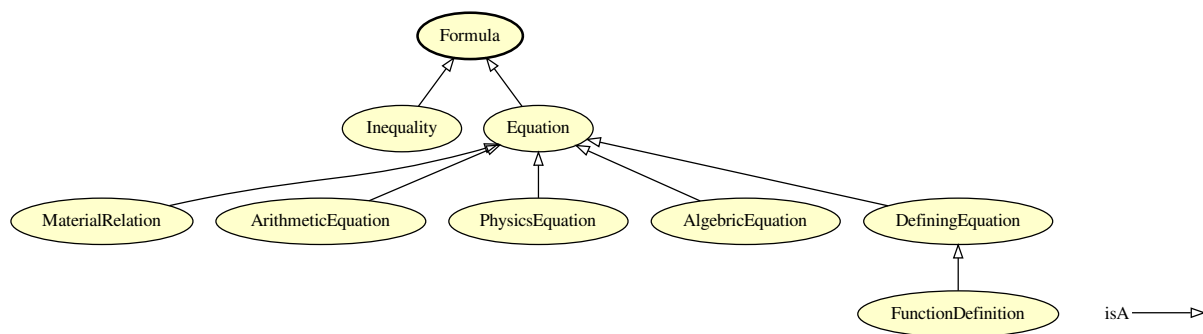 Formula
Inequality
Equation
MaterialRelation
ArithmeticEquation
PhysicsEquation
AlgebricEquation
DefiningEquation
FunctionDefinition
isA